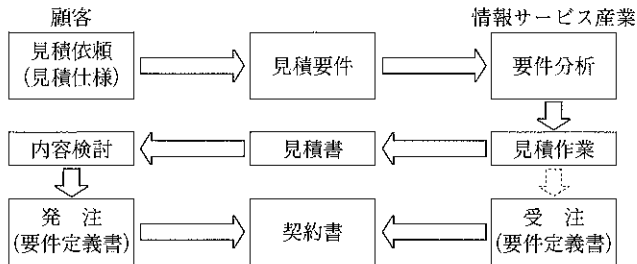 顧客
情報サービス産業
見積依頼
(見積仕様)
見積要件
要件分析
内容検討
見積書
見積作業
発 注
(要件定義書)
契約書
受 注
(要件定義書)